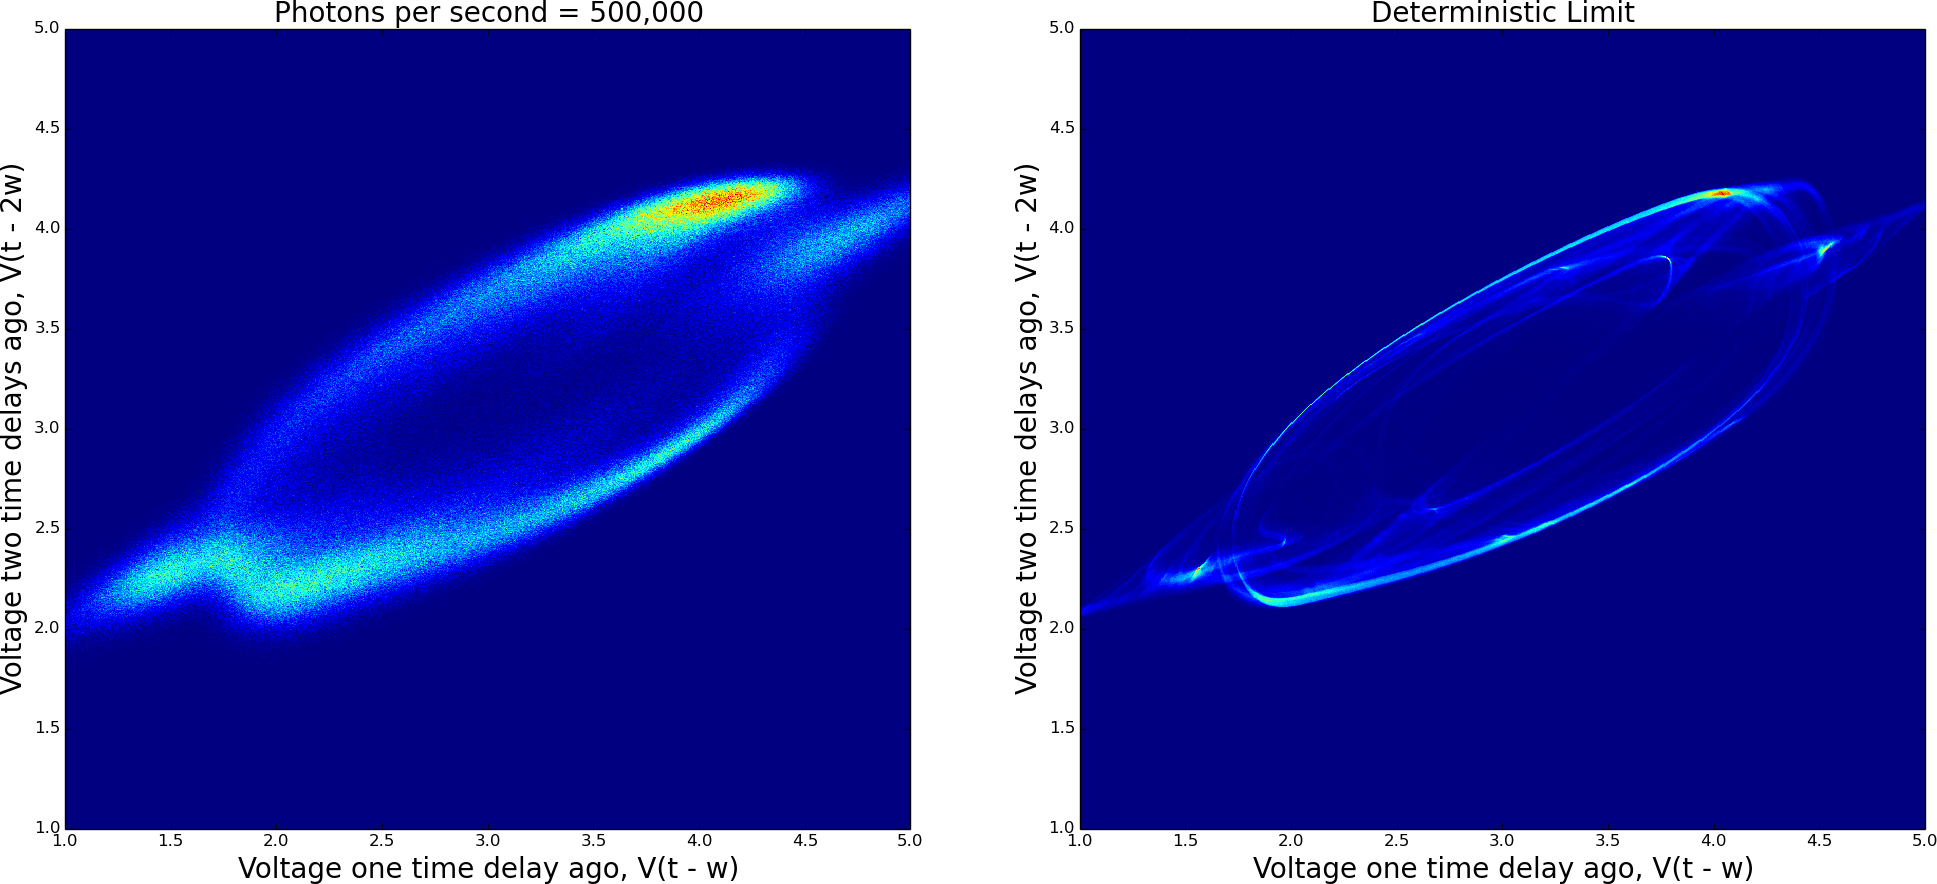 Photons per second = 500,000
5.0
4.5
4.0
3.5
3.0
2.5
2.0
1.5
1.0
Voltage two time delays ago, V(t - 2w)
1.0 1.5 2.0 2.5 3.0 3.5 4.0 4.5 5.0
Voltage one time delay ago, V(t - w)
Deterministic Limit
5.0
4.5
4.0
3.5
3.0
2.5
2.0
1.5
1.0
Voltage two time delays ago, V(t - 2w)
1.0 1.5 2.0 2.5 3.0 3.5 4.0 4.5 5.0
Voltage one time delay ago, V(t - w)